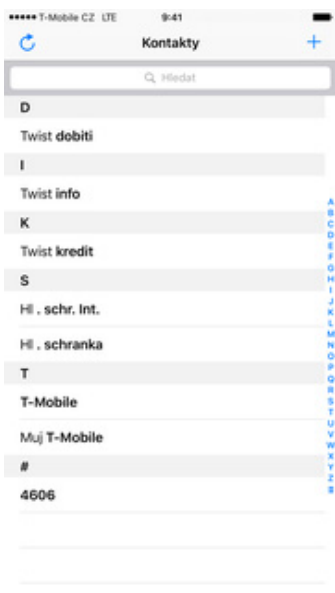 T-Mobile CZ LTE 9:41
Kontakty +
Hledat
D
Twist dobiti
I
Twist info
K
Twist kredit
S
Hl . schr. Int.
Hl . schranka
T
T-Mobile
Muj T-Mobile
#
4606
A
B
C
D
E
F
G
H
I
J
K
L
M
N
O
P
Q
R
S
T
U
V
W
X
Y
Z
#